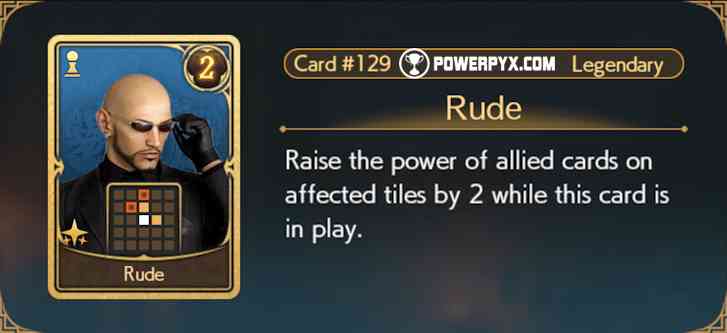 2
Rude
Card #129 POWERPYX.COM Legendary
Rude
Raise the power of allied cards on
affected tiles by 2 while this card is
in play.